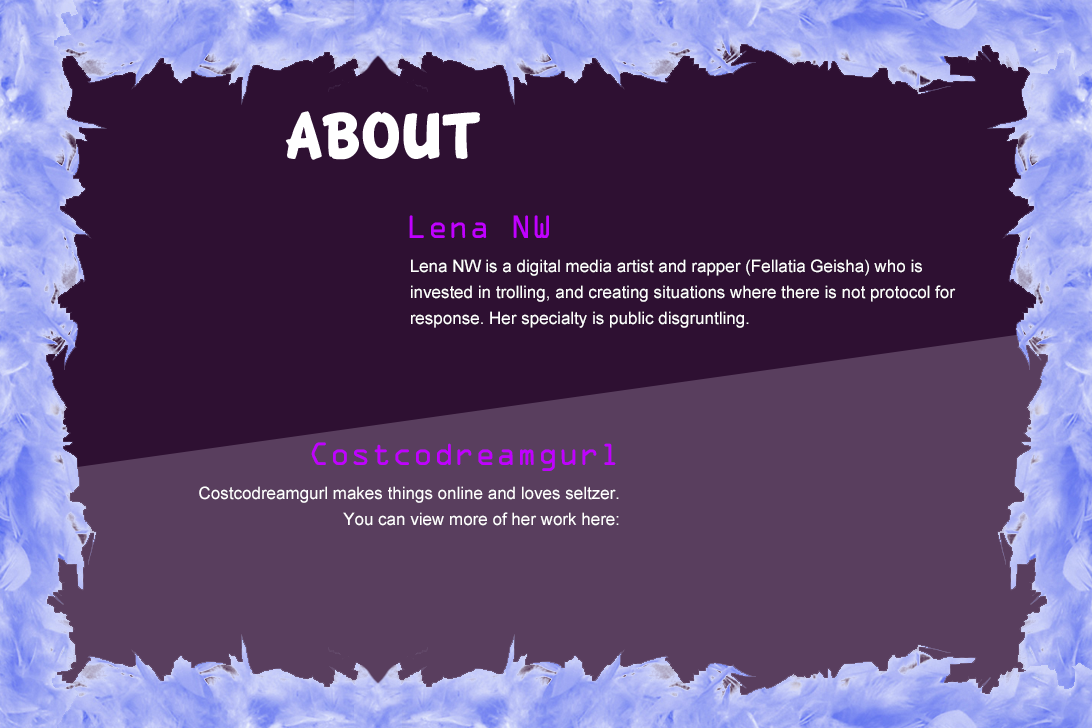 ABOUT
Lena NW
Lena NW is a digital media artist and rapper (Fellatia Geisha) who is
invested in trolling, and creating situations where there is not protocol for
response. Her specialty is public disgruntling.
Costcodreamgurl
Costcodreamgurl makes things online and loves seltzer.
You can view more of her work here: